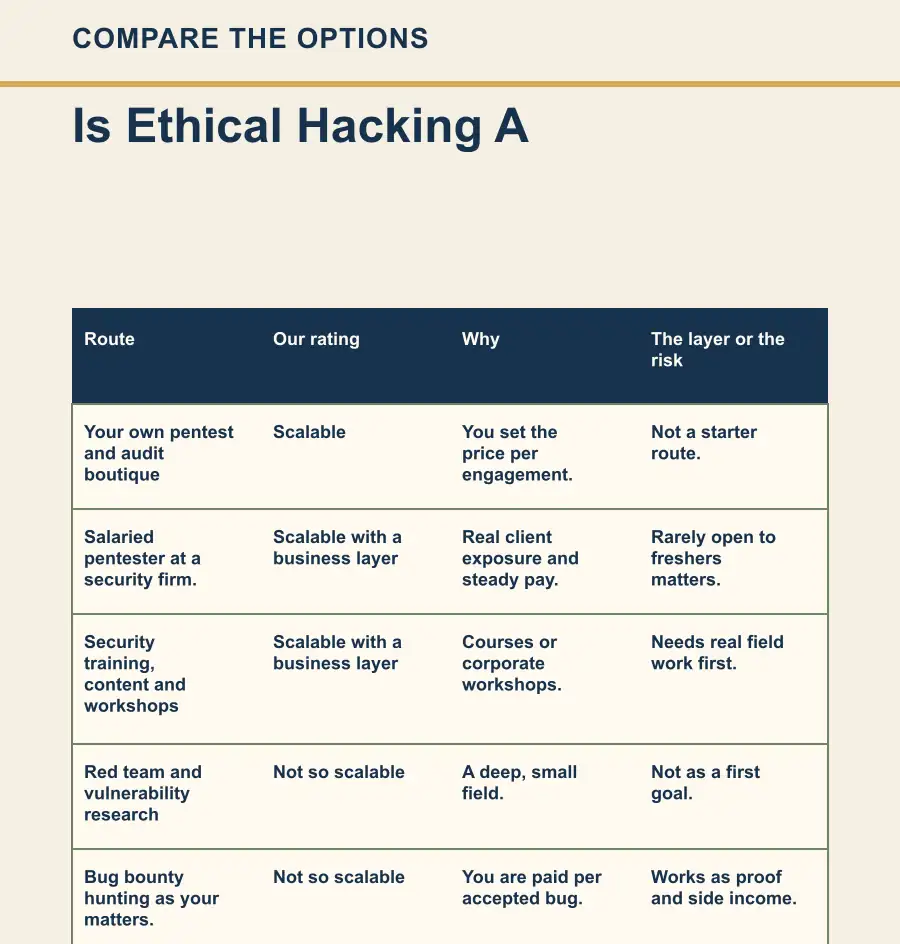 COMPARE THE OPTIONS
Is Ethical Hacking A
Route
Our rating
Why
The layer or the
risk
Your own pentest
and audit
boutique
Scalable
You set the
price per
engagement.
Not a starter
route.
Salaried
pentester at a
security firm.
Scalable with a
business layer
Real client
exposure and
steady pay.
Rarely open to
freshers
matters.
Security
training,
content and
workshops
Scalable with a
business layer
Courses or
corporate
workshops.
Needs real field
work first.
Red team and
vulnerability
research
Not so scalable
A deep, small
field.
Not as a first
goal.
Bug bounty
hunting as your
matters.
Not so scalable
You are paid per
accepted bug.
Works as proof
and side income.